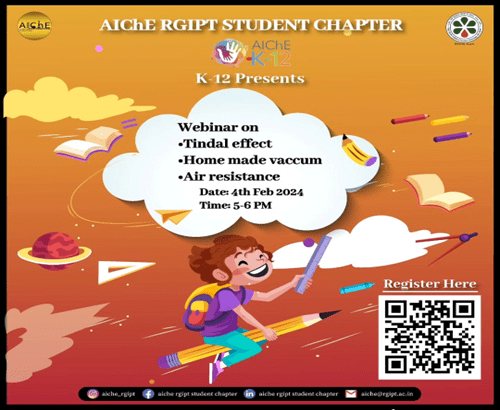 AIChE RGIPT STUDENT CHAPTER
AIChE
AIChE
K-12
K-12 Presents
Webinar on
•Tindal effect
•Home made vaccum
•Air resistance
Date: 4th Feb 2024
Time: 5-6 PM
Register Here
aiche_rgipt
aiche rgipt student chapter
aiche rgipt student chapter
aiche@rgipt.ac.in